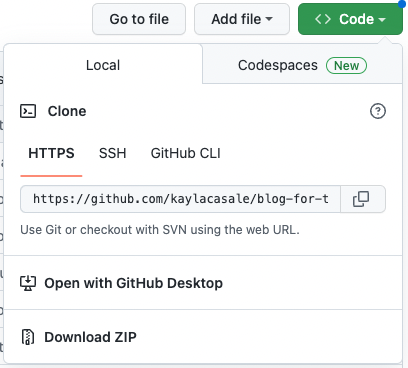 Go to file
Add file
<> Code
Local
Codespaces New
Clone
HTTPS
SSH
GitHub CLI
https://github.com/kaylacasale/blog-for-t
Use Git or checkout with SVN using the web URL.
Open with GitHub Desktop
Download ZIP